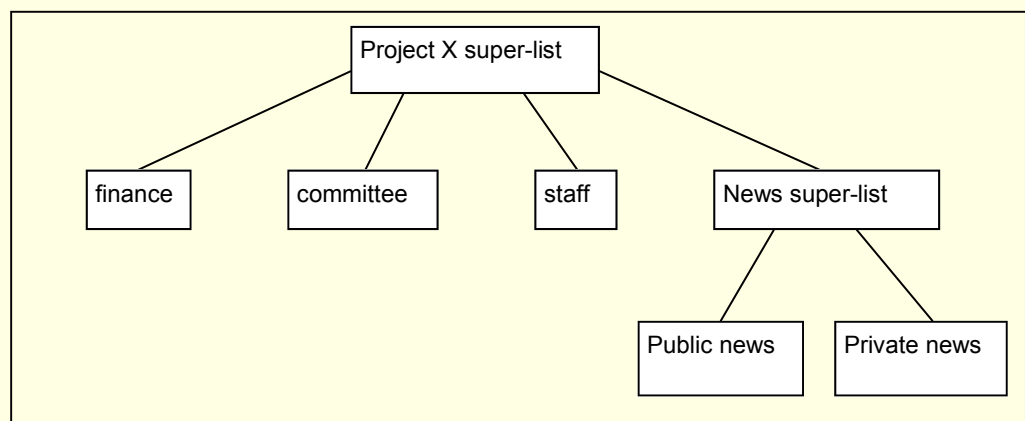 Project X super-list
finance
committee
staff
News super-list
Public news
Private news